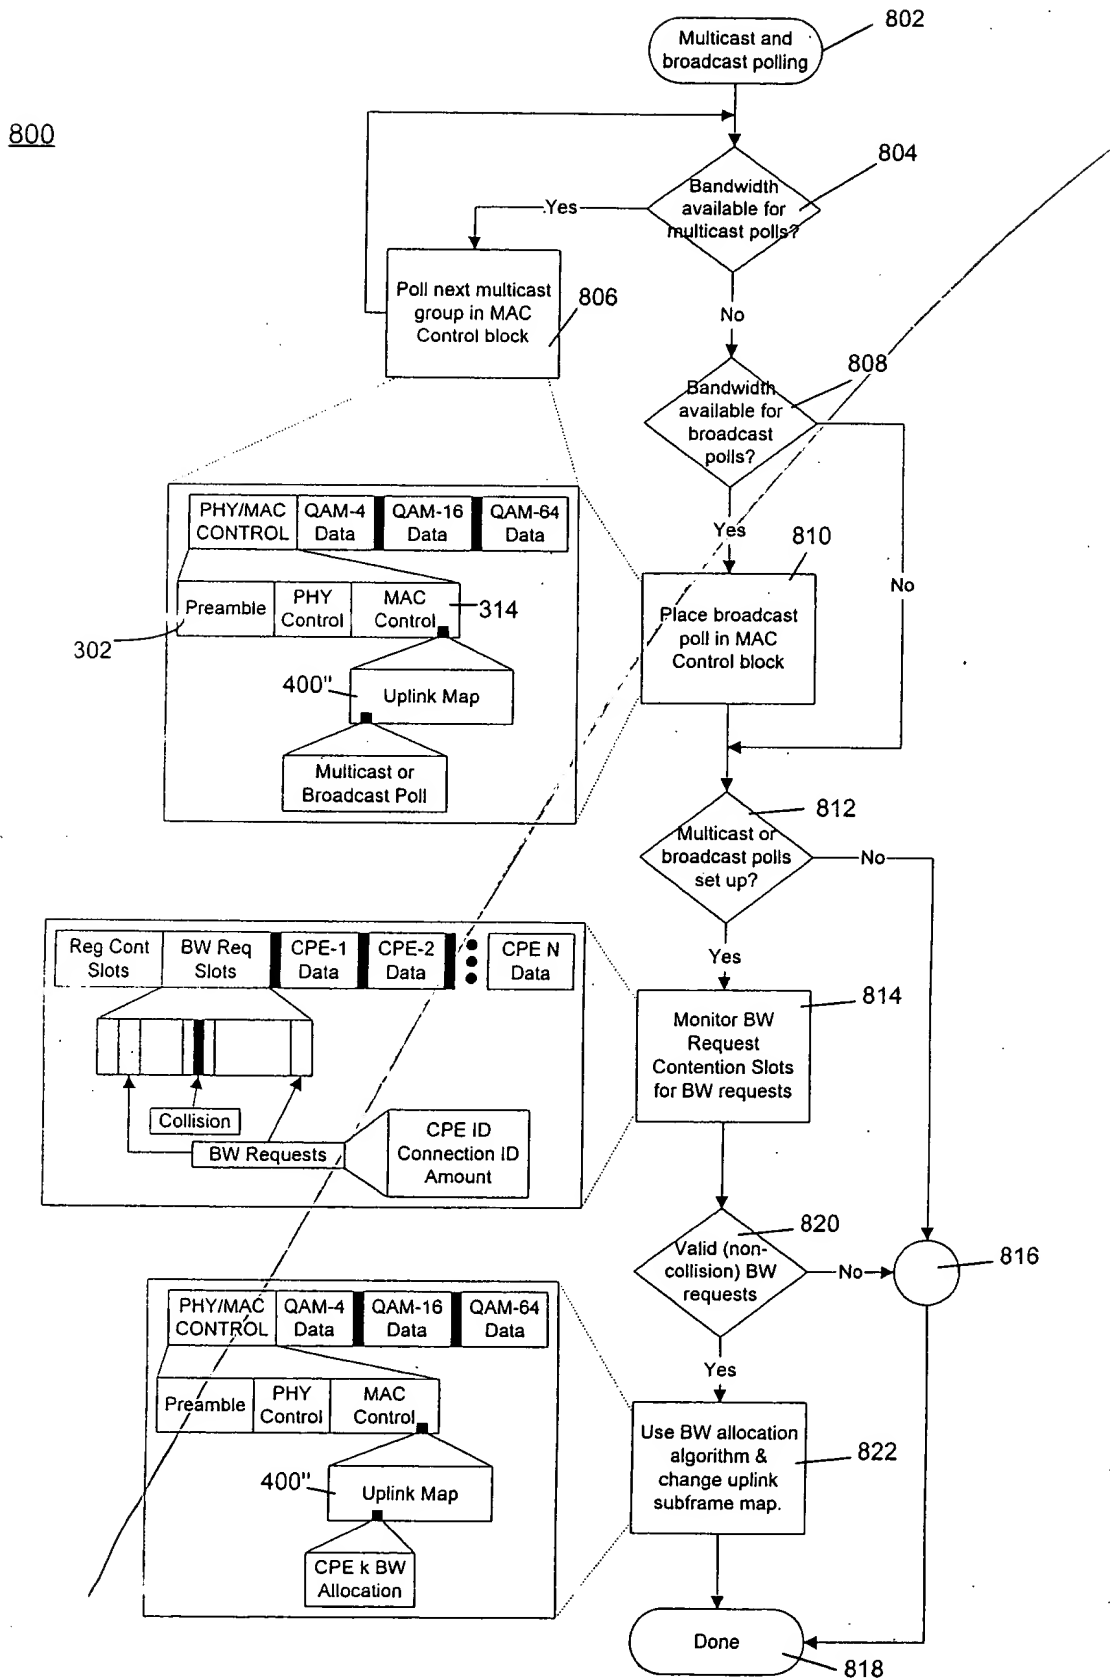 Multicast and
broadcast polling
802
800
804
Bandwidth
available for
multicast polls?
Yes
Poll next multicast
group in MAC
Control block
806
No
808
Bandwidth
available for
broadcast
polls?
PHY/MAC
CONTROL
QAM-4
Data
QAM-16
Data
QAM-64
Data
Yes
810
No
Preamble
PHY
Control
MAC
Control
314
302
Place broadcast
poll in MAC
Control block
400"
Uplink Map
Multicast or
Broadcast Poll
812
Multicast or
broadcast polls
set up?
No
Reg Cont
Slots
BW Req
Slots
CPE-1
Data
CPE-2
Data
CPE N
Data
Yes
814
Monitor BW
Request
Contention Slots
for BW requests
Collision
BW Requests
CPE ID
Connection ID
Amount
820
Valid (non-
collision) BW
requests
No
816
PHY/MAC
CONTROL
QAM-4
Data
QAM-16
Data
QAM-64
Data
Yes
Preamble
PHY
Control
MAC
Control
Use BW allocation
algorithm &
change uplink
subframe map.
822
400"
Uplink Map
CPE k BW
Allocation
Done
818